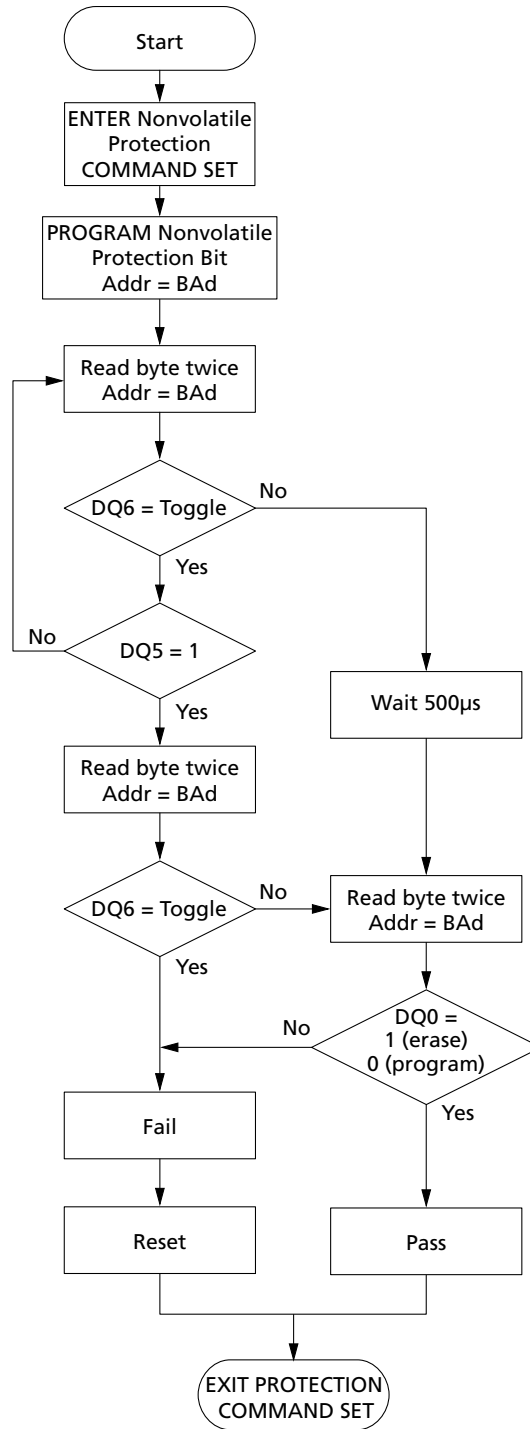 Start
ENTER Nonvolatile
Protection
COMMAND SET
PROGRAM Nonvolatile
Protection Bit
Addr = BAd
Read byte twice
Addr = BAd
DQ6 = Toggle
No
Yes
DQ5 = 1
No
Yes
Wait 500µs
Read byte twice
Addr = BAd
DQ6 = Toggle
No
Yes
Read byte twice
Addr = BAd
DQ0 =
1 (erase)
0 (program)
No
Yes
Fail
Reset
Pass
EXIT PROTECTION
COMMAND SET